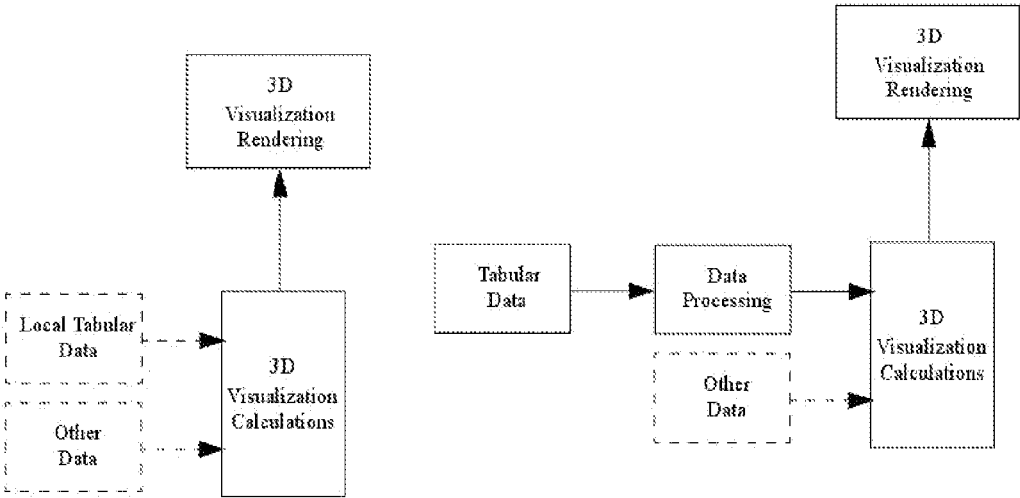 3D
Visualization
Rendering
Local Tabular
Data
Other
Data
3D
Visualization
Calculations
3D
Visualization
Rendering
Tabular
Data
Data
Processing
Other
Data
3D
Visualization
Calculations